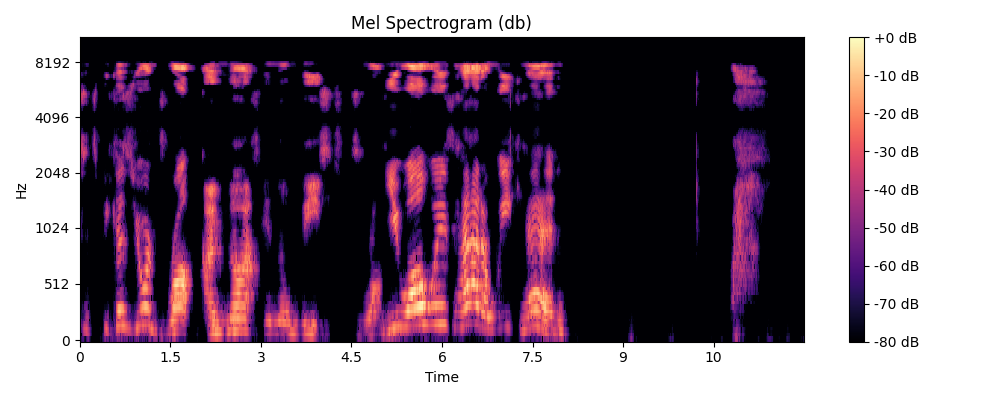 Mel Spectrogram (db)
8192
4096
2048
1024
512
0
Hz
0 1.5 3 4.5 6 7.5 9 10
Time
+0 dB
-10 dB
-20 dB
-30 dB
-40 dB
-50 dB
-60 dB
-70 dB
-80 dB